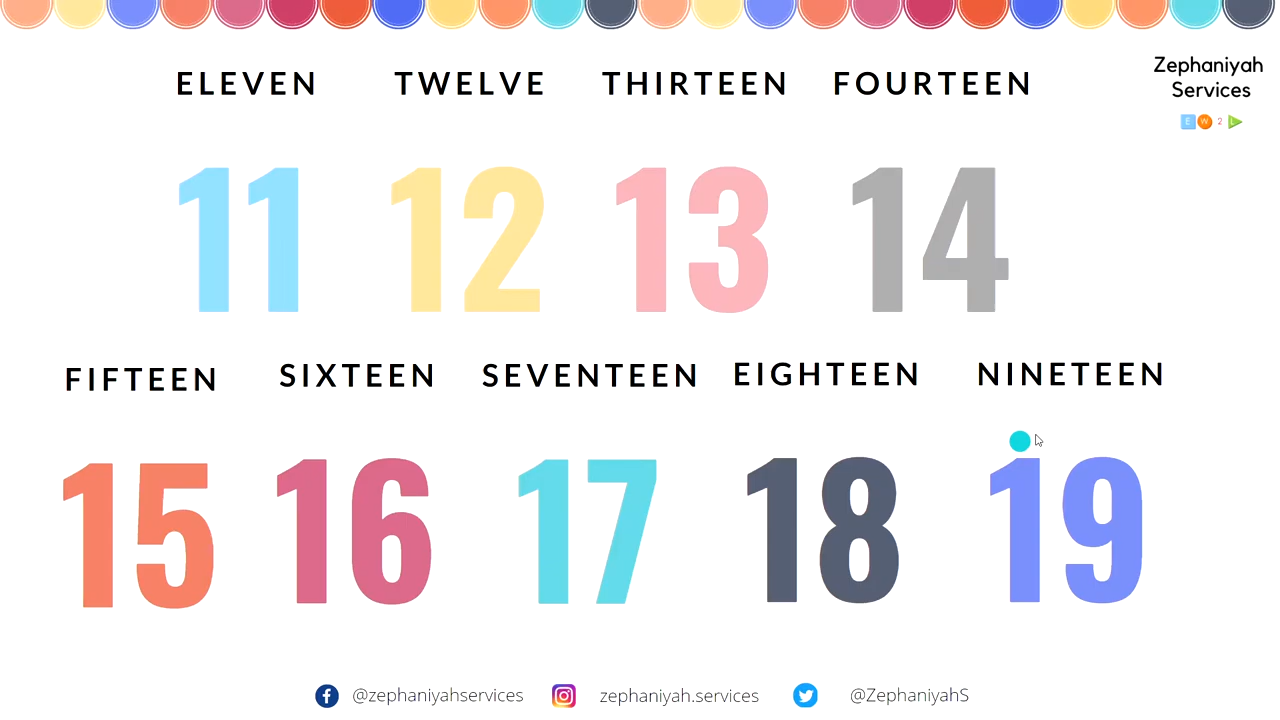 ELEVEN TWELVE THIRTEEN FOURTEEN
Zephaniyah
Services
E W 2 L
11 12 13 14
FIFTEEN SIXTEEN SEVENTEEN EIGHTEEN NINETEEN
15 16 17 18 19
@zephaniyahservices zephaniyah.services @ZephaniyahS